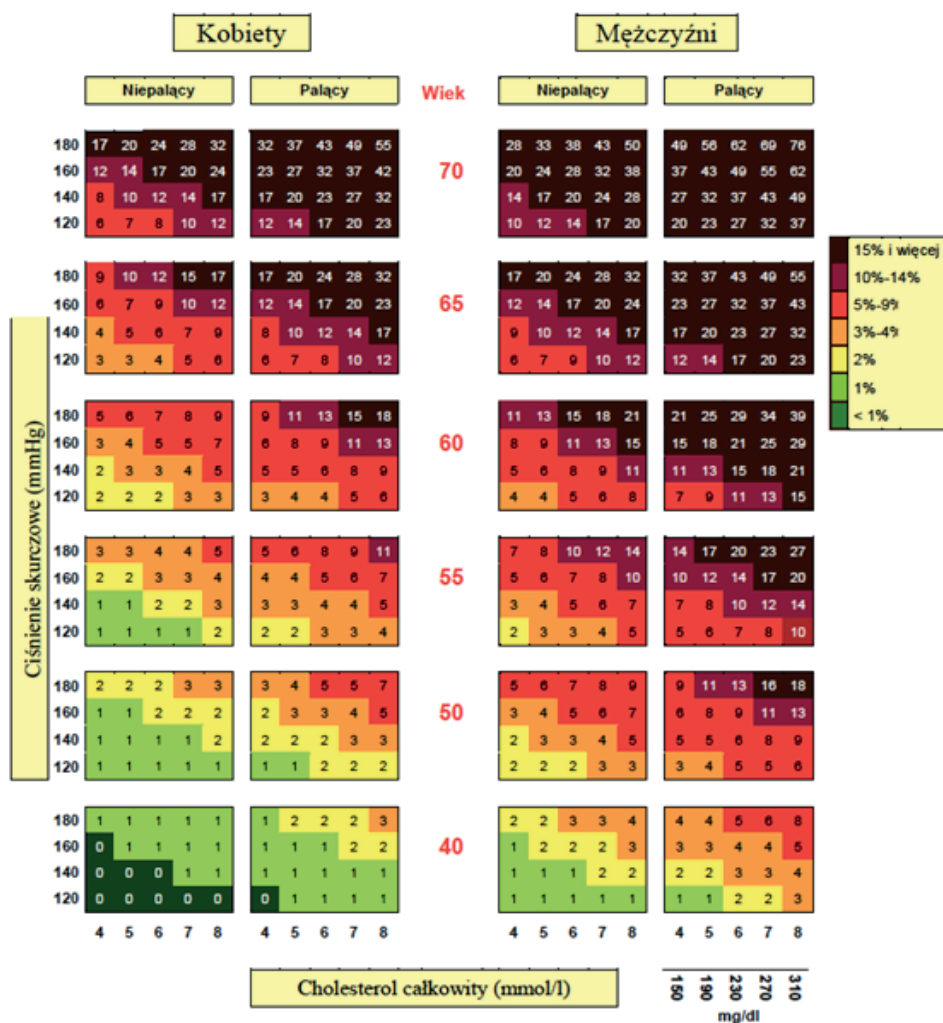 Kobiety Mężczyźni
Niepalący Palący Wiek Niepalący Palący
180 17 20 24 28 32 32 37 43 49 55 28 33 38 43 50 49 56 62 69 76
160 12 14 17 20 24 23 27 32 37 42 70 20 24 28 32 38 37 43 49 55 62
140 8 10 12 14 17 17 20 23 27 32 14 17 20 24 28 27 32 37 43 49
120 6 7 8 10 12 12 14 17 20 23 10 12 14 17 20 20 23 27 32 37
180 9 10 12 15 17 17 20 24 28 32 17 20 24 28 32 32 37 43 49 55
160 6 7 9 10 12 12 14 17 20 23 65 12 14 17 20 24 23 27 32 37 43
140 4 5 6 7 9 8 10 12 14 17 9 10 12 14 17 17 20 23 27 32
120 3 3 4 5 6 6 7 8 10 12 6 7 9 10 12 12 14 17 20 23
180 5 6 7 8 9 9 11 13 15 18 11 13 15 18 21 21 25 29 34 39
160 3 4 5 5 7 6 8 9 11 13 60 8 9 11 13 15 15 18 21 25 29
140 2 3 3 4 5 5 5 6 8 9 5 6 8 9 11 11 13 15 18 21
120 2 2 2 3 3 3 4 4 5 6 4 4 5 6 8 7 9 11 13 15
180 3 3 4 4 5 5 6 8 9 11 7 8 10 12 14 14 17 20 23 27
160 2 2 3 3 4 4 4 5 6 7 55 5 6 7 8 10 10 12 14 17 20
140 1 1 2 2 3 3 3 4 4 5 3 4 5 6 7 7 8 10 12 14
120 1 1 1 1 2 2 2 3 3 4 2 3 3 4 5 5 6 7 8 10
180 2 2 2 3 3 3 4 5 5 7 5 6 7 8 9 9 11 13 16 18
160 1 1 2 2 2 2 3 3 4 5 50 3 4 5 6 7 6 8 9 11 13
140 1 1 1 1 2 2 2 2 3 3 2 3 3 4 5 5 5 6 8 9
120 1 1 1 1 1 1 1 2 2 2 2 2 2 3 3 3 4 5 5 6
180 1 1 1 1 1 1 2 2 2 3 2 2 3 3 4 4 4 5 6 8
160 0 1 1 1 1 1 1 1 2 2 40 1 2 2 2 3 3 3 4 4 5
140 0 0 0 1 1 1 1 1 1 1 1 1 1 2 2 2 2 3 3 4
120 0 0 0 0 0 0 1 1 1 1 1 1 1 1 1 1 1 2 2 3
4 5 6 7 8 4 5 6 7 8 4 5 6 7 8 4 5 6 7 8
Ciśnienie skurczowe (mmHg)
Cholesterol całkowity (mmol/l)
150 190 230 270 310
mg/dl
15% i więcej
10%-14%
5%-9%
3%-4%
2%
1%
< 1%